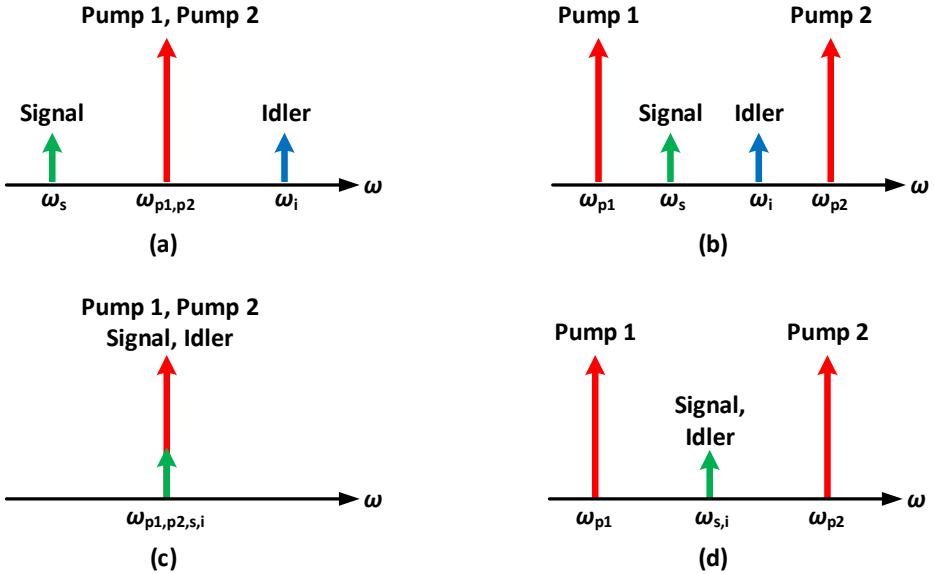 Pump 1, Pump 2
Signal
Idler
ω
ωs
ωp1,p2
ωi
(a)
Pump 1
Pump 2
Signal
Idler
ω
ωp1
ωs
ωi
ωp2
(b)
Pump 1, Pump 2
Signal, Idler
ω
ωp1,p2,s,i
(c)
Pump 1
Pump 2
Signal,
Idler
ω
ωp1
ωs,i
ωp2
(d)